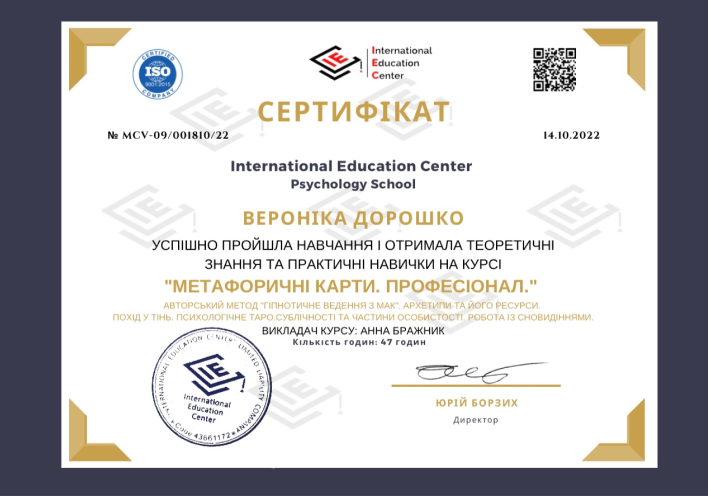 CERTIFIED
ISO
9001:2015
COMPANY
International
Education
Center
СЕРТИФІКАТ
№ MCV-09/001810/22
14.10.2022
International Education Center
Psychology School
ВЕРОНІКА ДОРОШКО
УСПІШНО ПРОЙШЛА НАВЧАННЯ І ОТРИМАЛА ТЕОРЕТИЧНІ
ЗНАННЯ ТА ПРАКТИЧНІ НАВИЧКИ НА КУРСІ
"МЕТАФОРИЧНІ КАРТИ. ПРОФЕСІОНАЛ."
АВТОРСЬКИЙ МЕТОД "ГІПНОТИЧНЕ ВЕДЕННЯ З МАК". АРХЕТИПИ ТА ЙОГО РЕСУРСИ.
ПОХІД У ТІНЬ. ПСИХОЛОГІЧНЕ ТАРО.СУБЛІЧНОСТІ ТА ЧАСТИНИ ОСОБИСТОСТІ. РОБОТА ІЗ СНОВИДІННЯМИ.
ВИКЛАДАЧ КУРСУ: АННА БРАЖНИК
Кількість годин: 47 годин
INTERNATIONAL EDUCATION CENTER LIMITED LIABILITY COMPANY
International
Education
Center
Code 43661172
ЮРІЙ БОРЗИХ
Директор